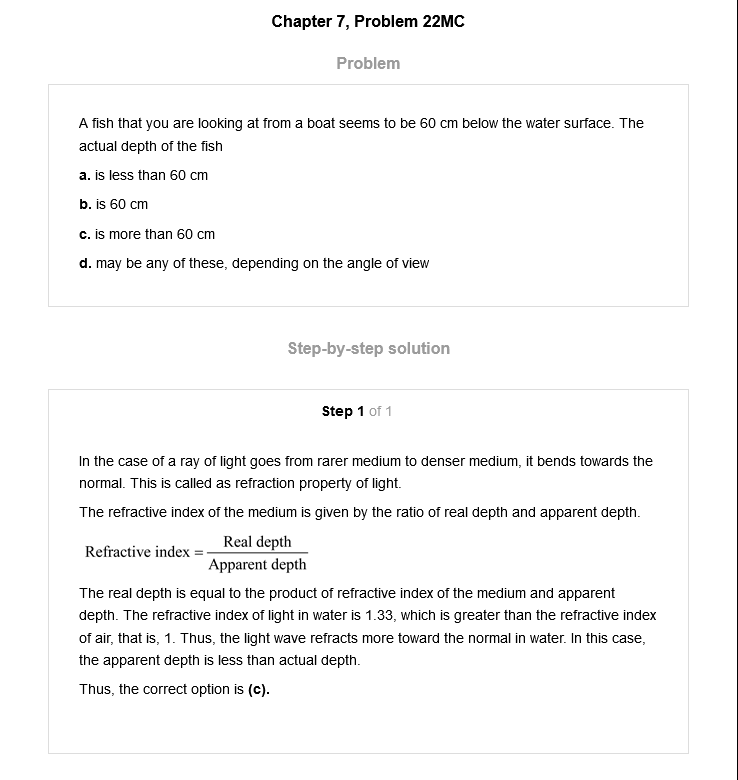 Chapter 7, Problem 22MC
Problem
A fish that you are looking at from a boat seems to be 60 cm below the water surface. The
actual depth of the fish
a. is less than 60 cm
b. is 60 cm
c. is more than 60 cm
d. may be any of these, depending on the angle of view
Step-by-step solution
Step 1 of 1
In the case of a ray of light goes from rarer medium to denser medium, it bends towards the
normal. This is called as refraction property of light.
The refractive index of the medium is given by the ratio of real depth and apparent depth.
Refractive index = Real depth / Apparent depth
The real depth is equal to the product of refractive index of the medium and apparent
depth. The refractive index of light in water is 1.33, which is greater than the refractive index
of air, that is, 1. Thus, the light wave refracts more toward the normal in water. In this case,
the apparent depth is less than actual depth.
Thus, the correct option is (c).